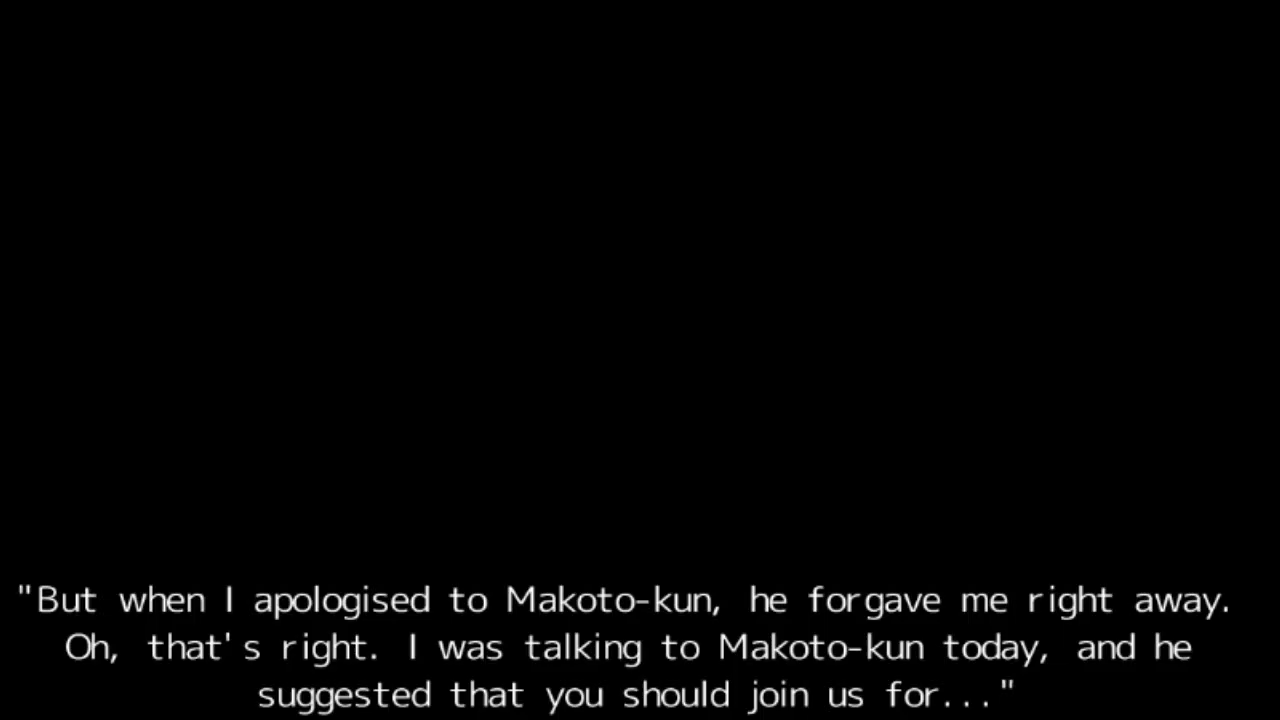 "But when I apologised to Makoto-kun, he forgave me right away.
Oh, that's right. I was talking to Makoto-kun today, and he
suggested that you should join us for..."